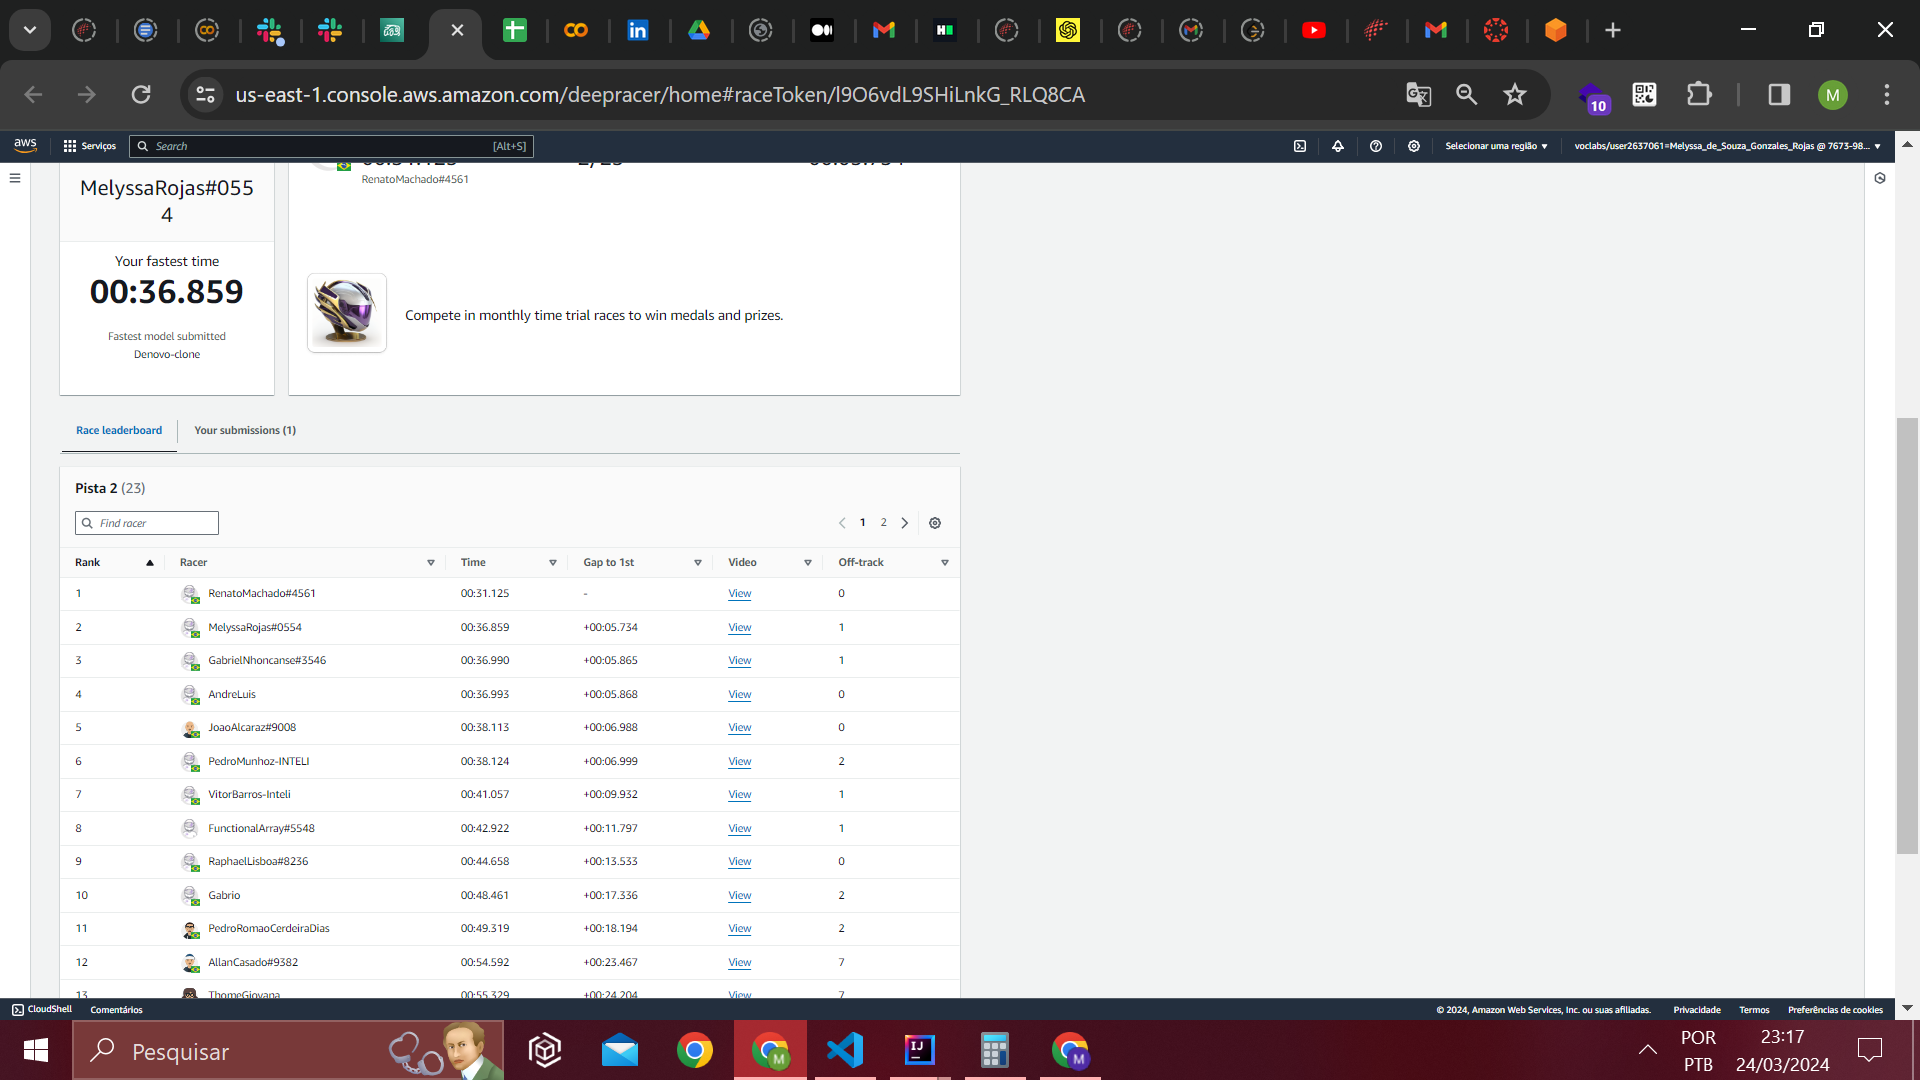 us-east-1.console.aws.amazon.com/deepracer/home#raceToken/l9O6vdL9SHiLnkG_RLQ8CA
10
M
aws
Serviços
Search
[Alt+S]
Selecionar uma região
voclabs/user2637061=Melyssa_de_Souza_Gonzales_Rojas @ 7673-98...
MelyssaRojas#055
4
RenatoMachado#4561
Your fastest time
00:36.859
Fastest model submitted
Denovo-clone
Compete in monthly time trial races to win medals and prizes.
Race leaderboard
Your submissions (1)
Pista 2 (23)
Find racer
1 2
Rank Racer Time Gap to 1st Video Off-track
1 RenatoMachado#4561 00:31.125 - View 0
2 MelyssaRojas#0554 00:36.859 +00:05.734 View 1
3 GabrielNhoncanse#3546 00:36.990 +00:05.865 View 1
4 AndreLuis 00:36.993 +00:05.868 View 0
5 JoaoAlcaraz#9008 00:38.113 +00:06.988 View 0
6 PedroMunhoz-INTELI 00:38.124 +00:06.999 View 2
7 VitorBarros-Inteli 00:41.057 +00:09.932 View 1
8 FunctionalArray#5548 00:42.922 +00:11.797 View 1
9 RaphaelLisboa#8236 00:44.658 +00:13.533 View 0
10 Gabrio 00:48.461 +00:17.336 View 2
11 PedroRomaoCerdeiraDias 00:49.319 +00:18.194 View 2
12 AllanCasado#9382 00:54.592 +00:23.467 View 7
13 ThomeGiovana 00:55.329 +00:24.204 View 7
CloudShell
Comentários
© 2024, Amazon Web Services, Inc. ou suas afiliadas.
Privacidade
Termos
Preferências de cookies
Pesquisar
M
IJ
M
POR
PTB
23:17
24/03/2024